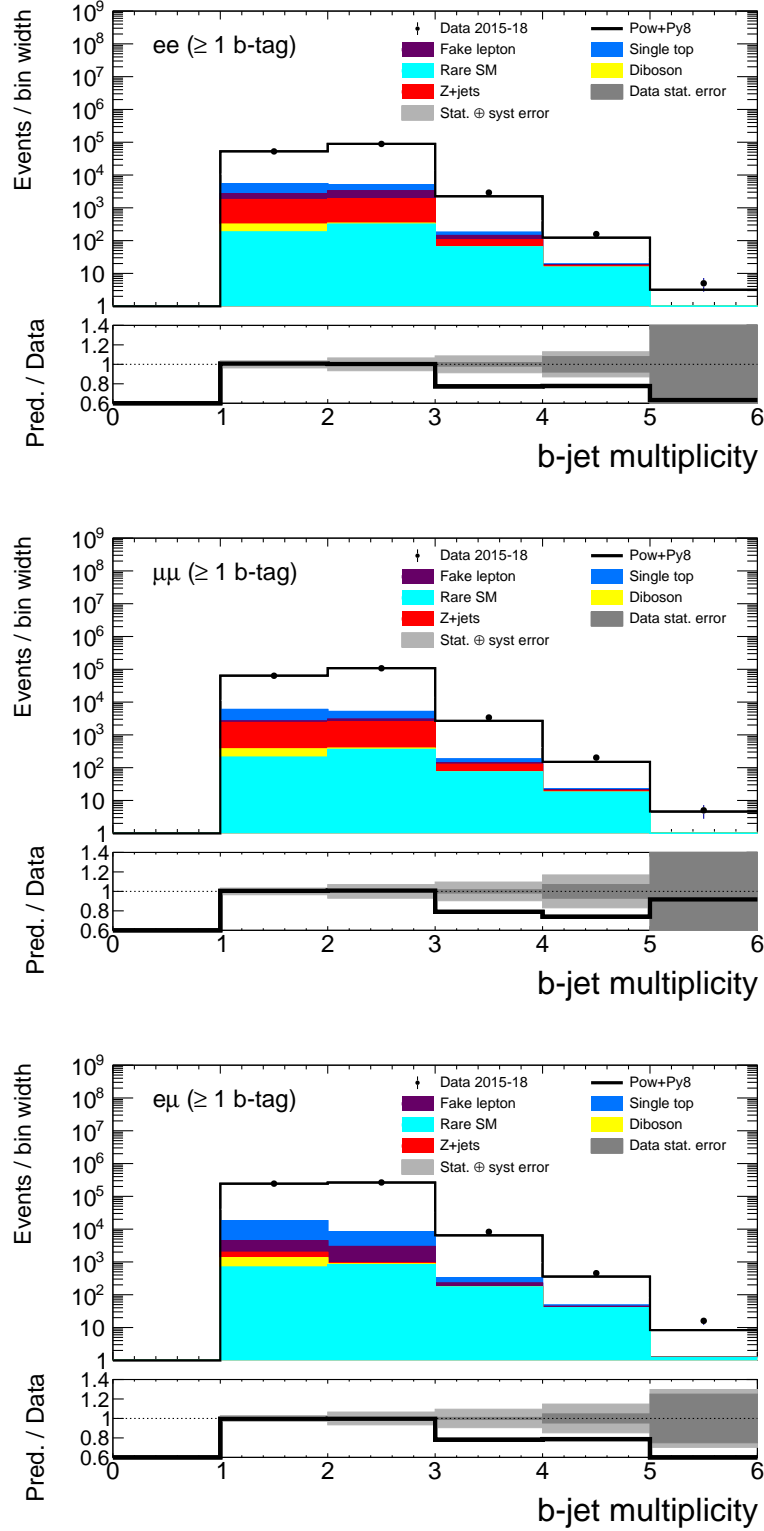 Events / bin width
10⁹
10⁸
10⁷
10⁶
10⁵
10⁴
10³
10²
10
1
ee (≥ 1 b-tag)
Data 2015-18
Fake lepton
Rare SM
Z+jets
Stat. ⊕ syst error
Pow+Py8
Single top
Diboson
Data stat. error
Pred. / Data
1.4
1.2
1
0.8
0.6
0 1 2 3 4 5 6
b-jet multiplicity
Events / bin width
10⁹
10⁸
10⁷
10⁶
10⁵
10⁴
10³
10²
10
1
μμ (≥ 1 b-tag)
Data 2015-18
Fake lepton
Rare SM
Z+jets
Stat. ⊕ syst error
Pow+Py8
Single top
Diboson
Data stat. error
Pred. / Data
1.4
1.2
1
0.8
0.6
0 1 2 3 4 5 6
b-jet multiplicity
Events / bin width
10⁹
10⁸
10⁷
10⁶
10⁵
10⁴
10³
10²
10
1
eμ (≥ 1 b-tag)
Data 2015-18
Fake lepton
Rare SM
Z+jets
Stat. ⊕ syst error
Pow+Py8
Single top
Diboson
Data stat. error
Pred. / Data
1.4
1.2
1
0.8
0.6
0 1 2 3 4 5 6
b-jet multiplicity